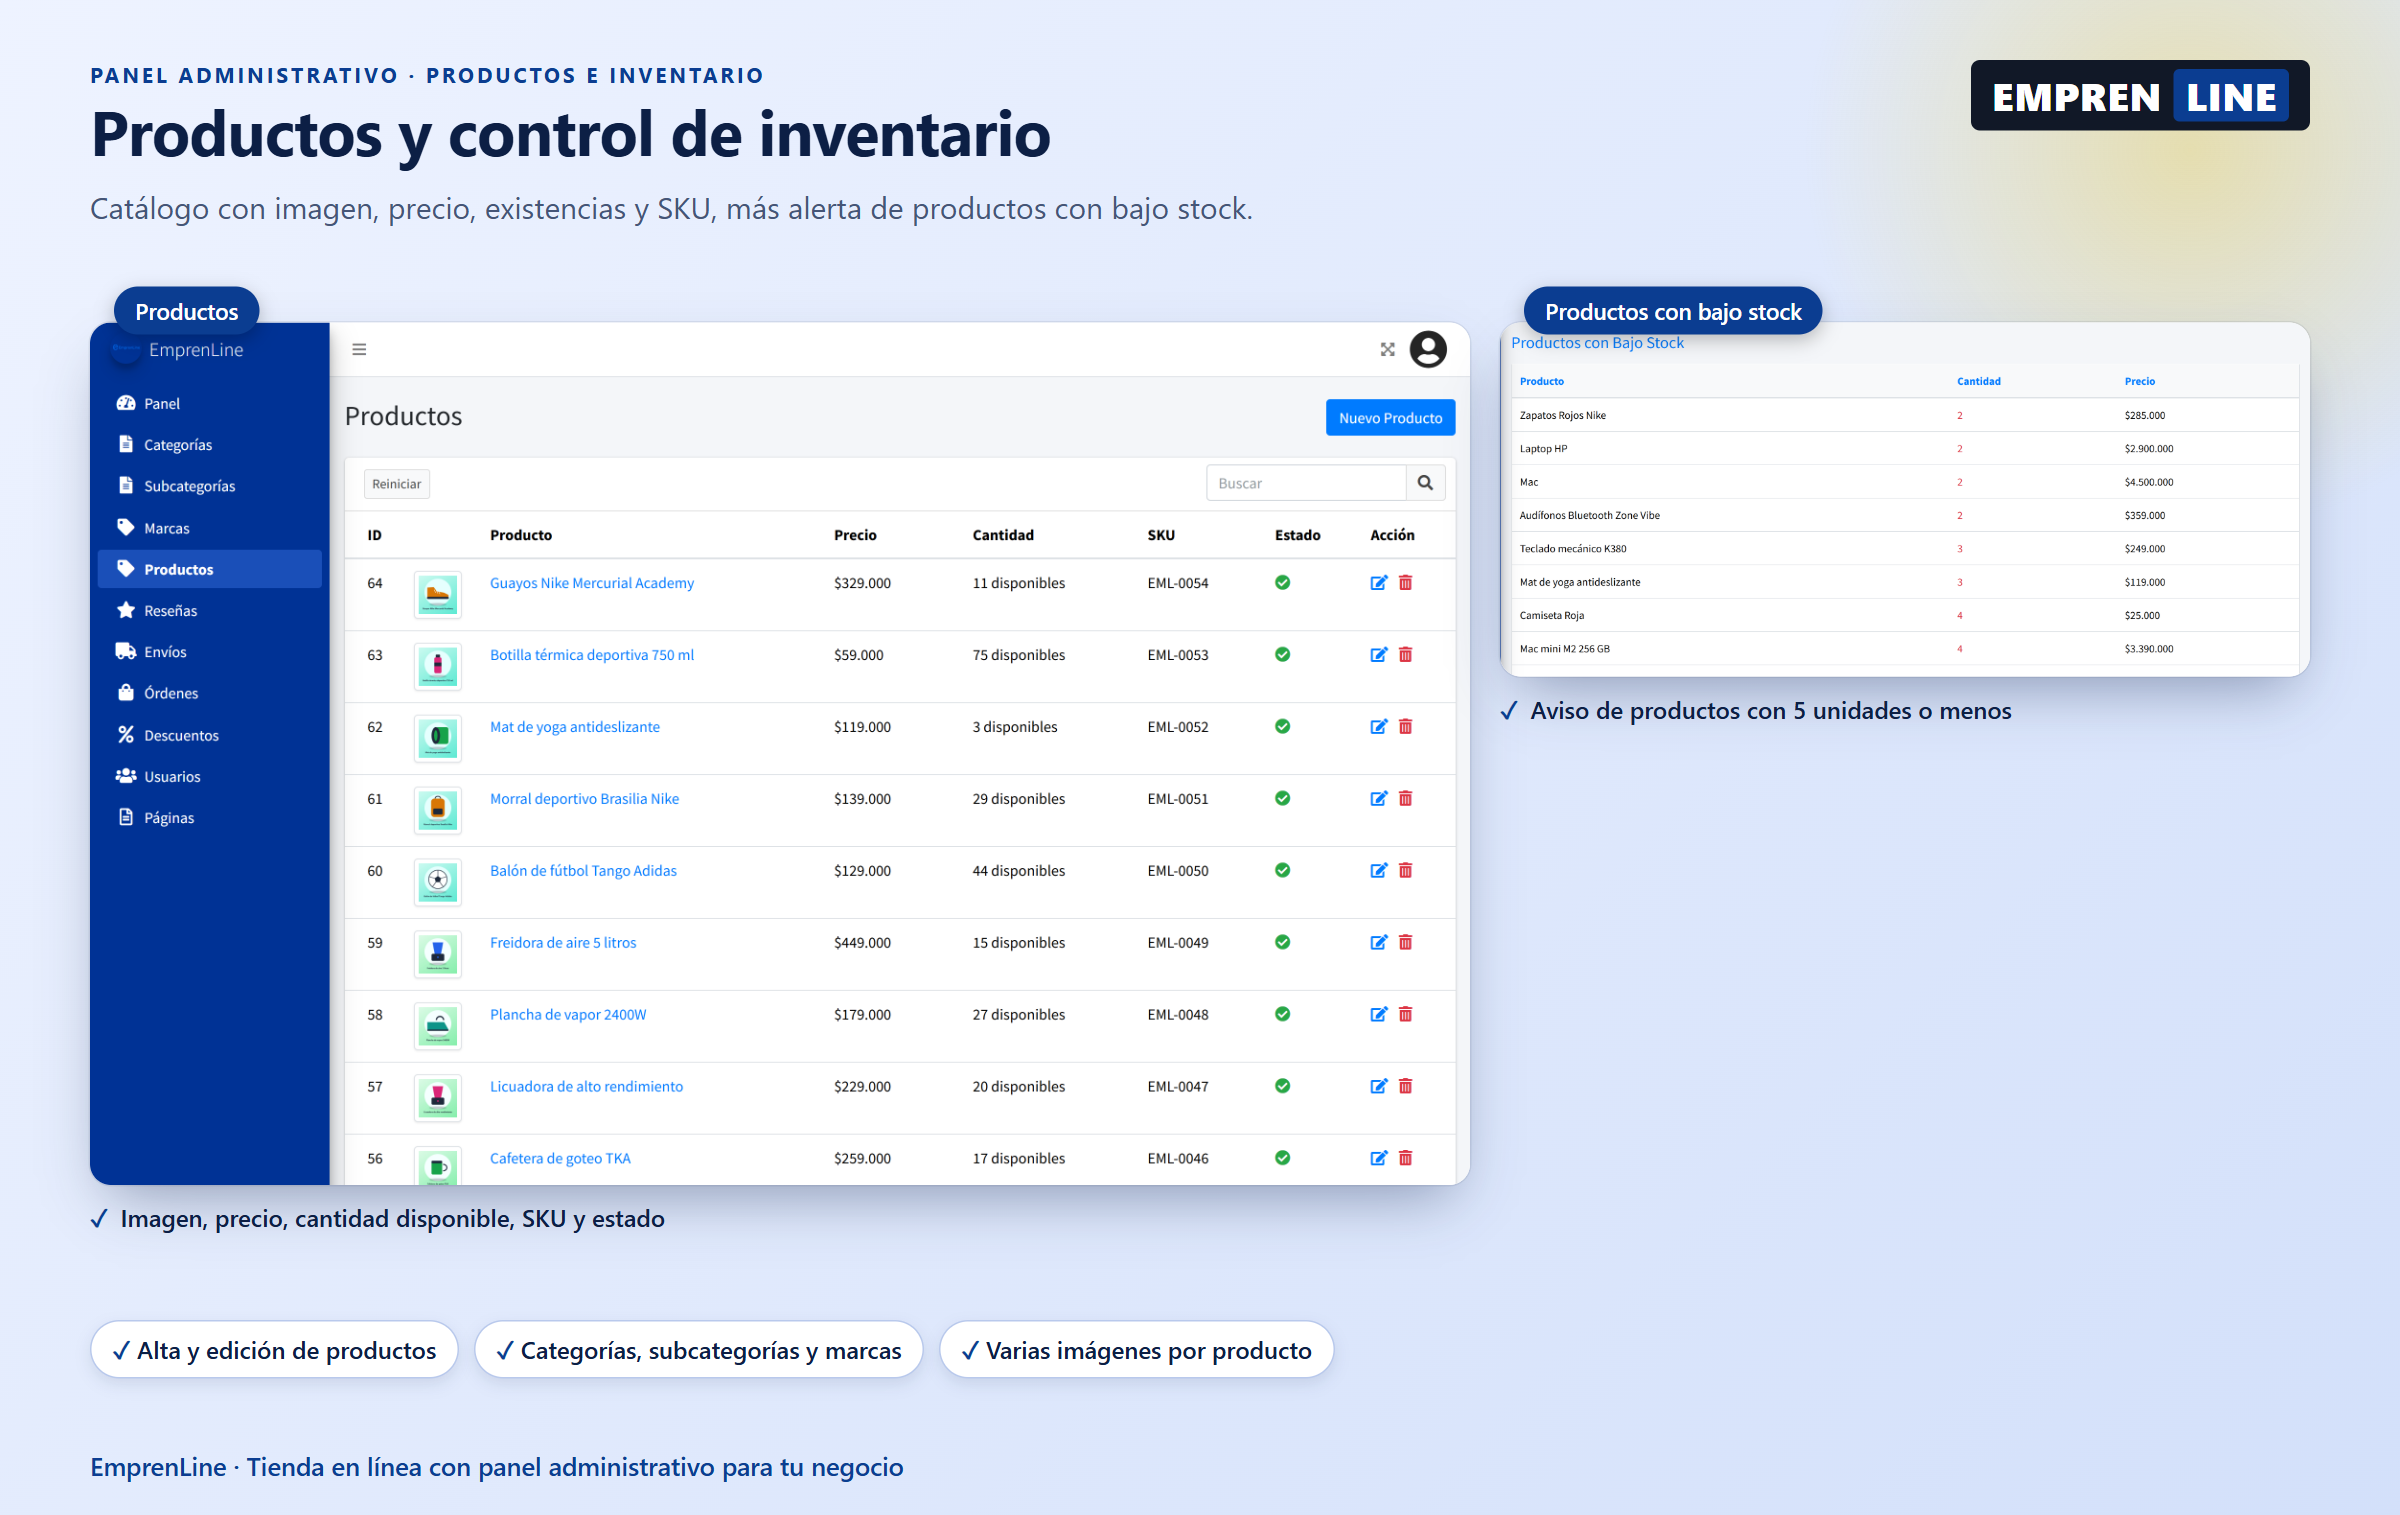 PANEL ADMINISTRATIVO · PRODUCTOS E INVENTARIO
EMPREN LINE
Productos y control de inventario
Catálogo con imagen, precio, existencias y SKU, más alerta de productos con bajo stock.
Productos
EmprenLine
Panel
Categorías
Subcategorías
Marcas
Productos
Reseñas
Envíos
Órdenes
Descuentos
Usuarios
Páginas
Productos
Nuevo Producto
Reiniciar
Buscar
ID Producto Precio Cantidad SKU Estado Acción
64 Guayos Nike Mercurial Academy $329.000 11 disponibles EML-0054
63 Botilla térmica deportiva 750 ml $59.000 75 disponibles EML-0053
62 Mat de yoga antideslizante $119.000 3 disponibles EML-0052
61 Morral deportivo Brasilia Nike $139.000 29 disponibles EML-0051
60 Balón de fútbol Tango Adidas $129.000 44 disponibles EML-0050
59 Freidora de aire 5 litros $449.000 15 disponibles EML-0049
58 Plancha de vapor 2400W $179.000 27 disponibles EML-0048
57 Licuadora de alto rendimiento $229.000 20 disponibles EML-0047
56 Cafetera de goteo TKA $259.000 17 disponibles EML-0046
✓ Imagen, precio, cantidad disponible, SKU y estado
Productos con bajo stock
Productos con Bajo Stock
Producto Cantidad Precio
Zapatos Rojos Nike 2 $285.000
Laptop HP 2 $2.900.000
Mac 2 $4.500.000
Audífonos Bluetooth Zone Vibe 2 $359.000
Teclado mecánico K380 3 $249.000
Mat de yoga antideslizante 3 $119.000
Camiseta Roja 4 $25.000
Mac mini M2 256 GB 4 $3.390.000
✓ Aviso de productos con 5 unidades o menos
✓ Alta y edición de productos
✓ Categorías, subcategorías y marcas
✓ Varias imágenes por producto
EmprenLine · Tienda en línea con panel administrativo para tu negocio